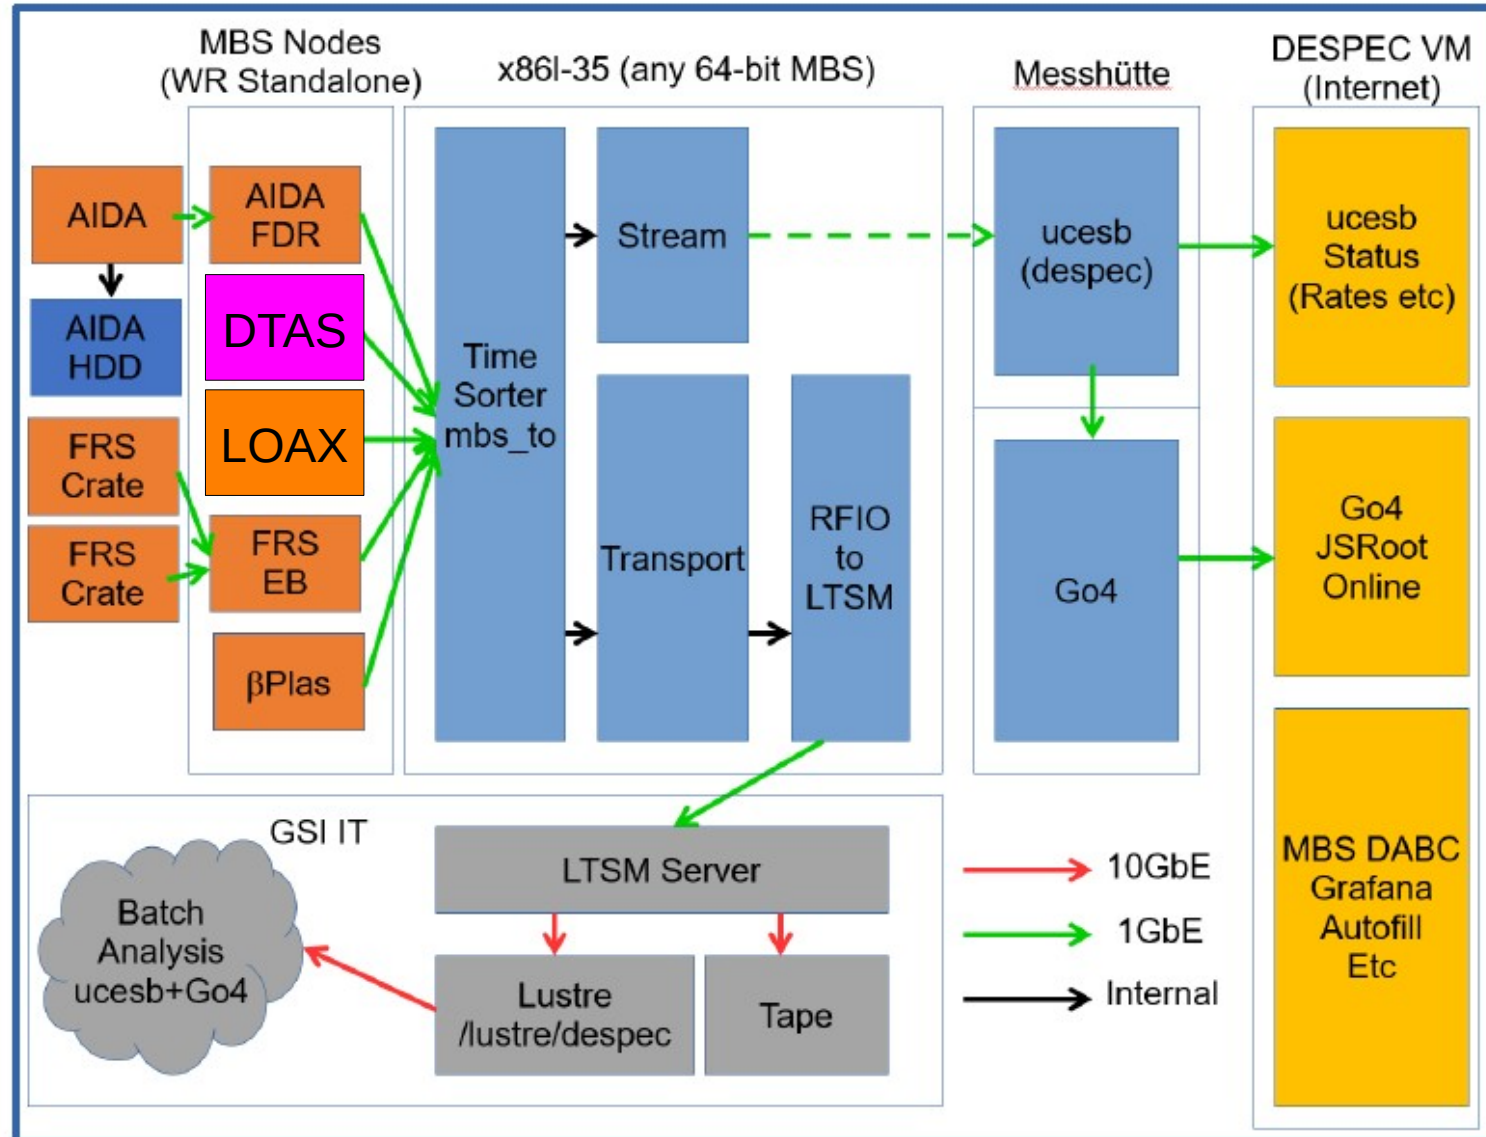 MBS Nodes
(WR Standalone)
x86l-35 (any 64-bit MBS)
Messhütte
DESPEC VM
(Internet)
AIDA
AIDA
FDR
AIDA
HDD
DTAS
LOAX
FRS
Crate
FRS
Crate
FRS
EB
βPlas
Time
Sorter
mbs_to
Stream
Transport
RFIO
to
LTSM
ucesb
(despec)
Go4
ucesb
Status
(Rates etc)
Go4
JSRoot
Online
MBS DABC
Grafana
Autofill
Etc
GSI IT
Batch
Analysis
ucesb+Go4
LTSM Server
Lustre
/lustre/despec
Tape
10GbE
1GbE
Internal